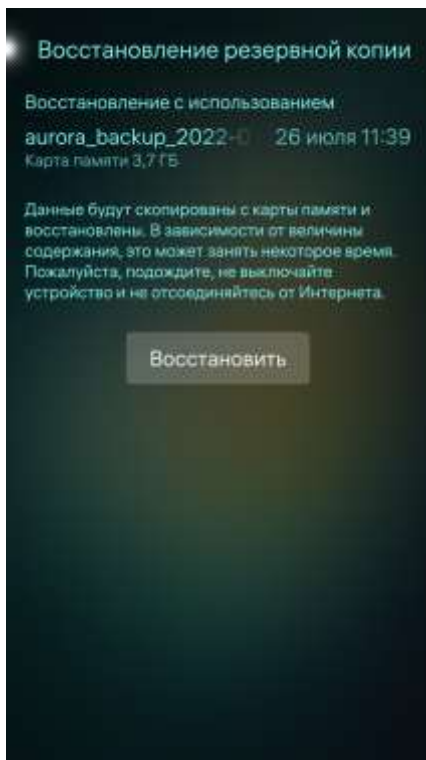 Восстановление резервной копии
Восстановление с использованием
aurora_backup_2022- 26 июля 11:39
Карта памяти 3,7 ГБ
Данные будут скопированы с карты памяти и
восстановлены. В зависимости от величины
содержания, это может занять некоторое время.
Пожалуйста, подождите, не выключайте
устройство и не отсоединяйтесь от Интернета.
Восстановить